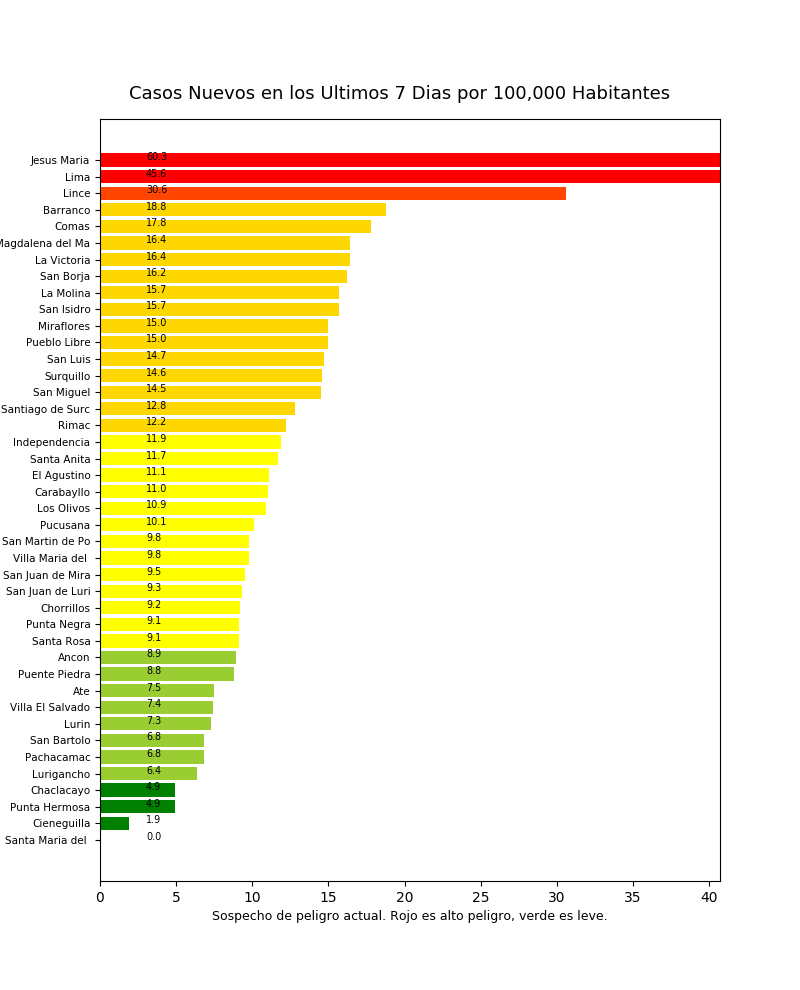 Casos Nuevos en los Ultimos 7 Dias por 100,000 Habitantes
Jesus Maria 60.3
Lima 45.6
Lince 30.6
Barranco 18.8
Comas 17.8
Magdalena del Ma 16.4
La Victoria 16.4
San Borja 16.2
La Molina 15.7
San Isidro 15.7
Miraflores 15.0
Pueblo Libre 15.0
San Luis 14.7
Surquillo 14.6
San Miguel 14.5
Santiago de Surc 12.8
Rimac 12.2
Independencia 11.9
Santa Anita 11.7
El Agustino 11.1
Carabayllo 11.0
Los Olivos 10.9
Pucusana 10.1
San Martin de Po 9.8
Villa Maria del 9.8
San Juan de Mira 9.5
San Juan de Luri 9.3
Chorrillos 9.2
Punta Negra 9.1
Santa Rosa 9.1
Ancon 8.9
Puente Piedra 8.8
Ate 7.5
Villa El Salvado 7.4
Lurin 7.3
San Bartolo 6.8
Pachacamac 6.8
Lurigancho 6.4
Chaclacayo 4.9
Punta Hermosa 4.9
Cieneguilla 1.9
Santa Maria del 0.0
0 5 10 15 20 25 30 35 40
Sospecho de peligro actual. Rojo es alto peligro, verde es leve.